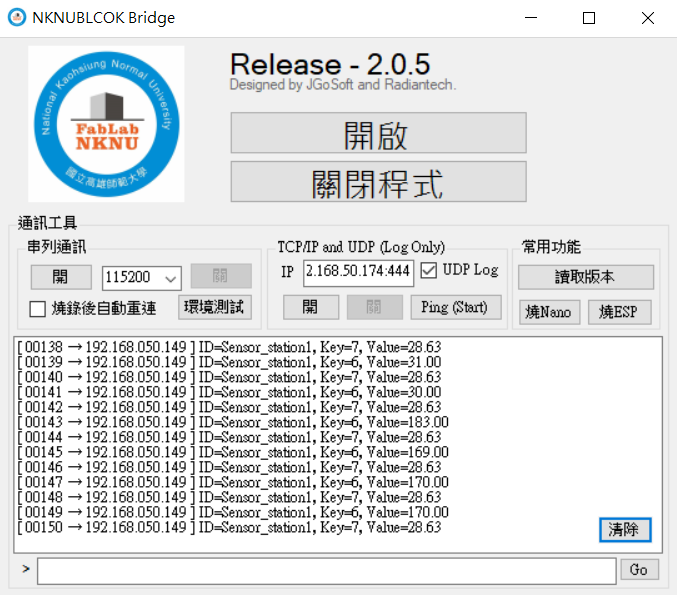 NKNUBLCOK Bridge
National Kaohsiung Normal University
FabLab
NKNU
國立高雄師範大學
Release - 2.0.5
Designed by JGoSoft and Radiantech.
開啟
關閉程式
通訊工具
串列通訊
開
115200
關
燒錄後自動重連
環境測試
TCP/IP and UDP (Log Only)
IP
2.168.50.174:444
UDP Log
開
關
Ping (Start)
常用功能
讀取版本
燒Nano
燒ESP
[ 00138 → 192.168.050.149 ] ID=Sensor_station1, Key=7, Value=28.63
[ 00139 → 192.168.050.149 ] ID=Sensor_station1, Key=6, Value=31.00
[ 00140 → 192.168.050.149 ] ID=Sensor_station1, Key=7, Value=28.63
[ 00141 → 192.168.050.149 ] ID=Sensor_station1, Key=6, Value=30.00
[ 00142 → 192.168.050.149 ] ID=Sensor_station1, Key=7, Value=28.63
[ 00143 → 192.168.050.149 ] ID=Sensor_station1, Key=6, Value=183.00
[ 00144 → 192.168.050.149 ] ID=Sensor_station1, Key=7, Value=28.63
[ 00145 → 192.168.050.149 ] ID=Sensor_station1, Key=6, Value=169.00
[ 00146 → 192.168.050.149 ] ID=Sensor_station1, Key=7, Value=28.63
[ 00147 → 192.168.050.149 ] ID=Sensor_station1, Key=6, Value=170.00
[ 00148 → 192.168.050.149 ] ID=Sensor_station1, Key=7, Value=28.63
[ 00149 → 192.168.050.149 ] ID=Sensor_station1, Key=6, Value=170.00
[ 00150 → 192.168.050.149 ] ID=Sensor_station1, Key=7, Value=28.63
清除
>
Go